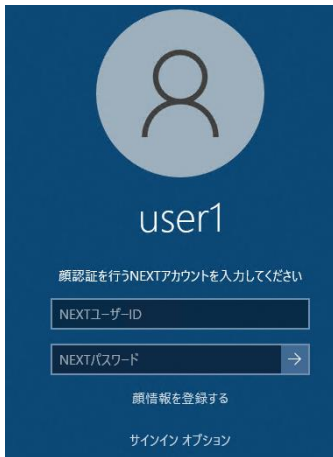 user1
顔認証を行うNEXTアカウントを入力してください
NEXTユーザーID
NEXTパスワード
顔情報を登録する
サインイン オプション